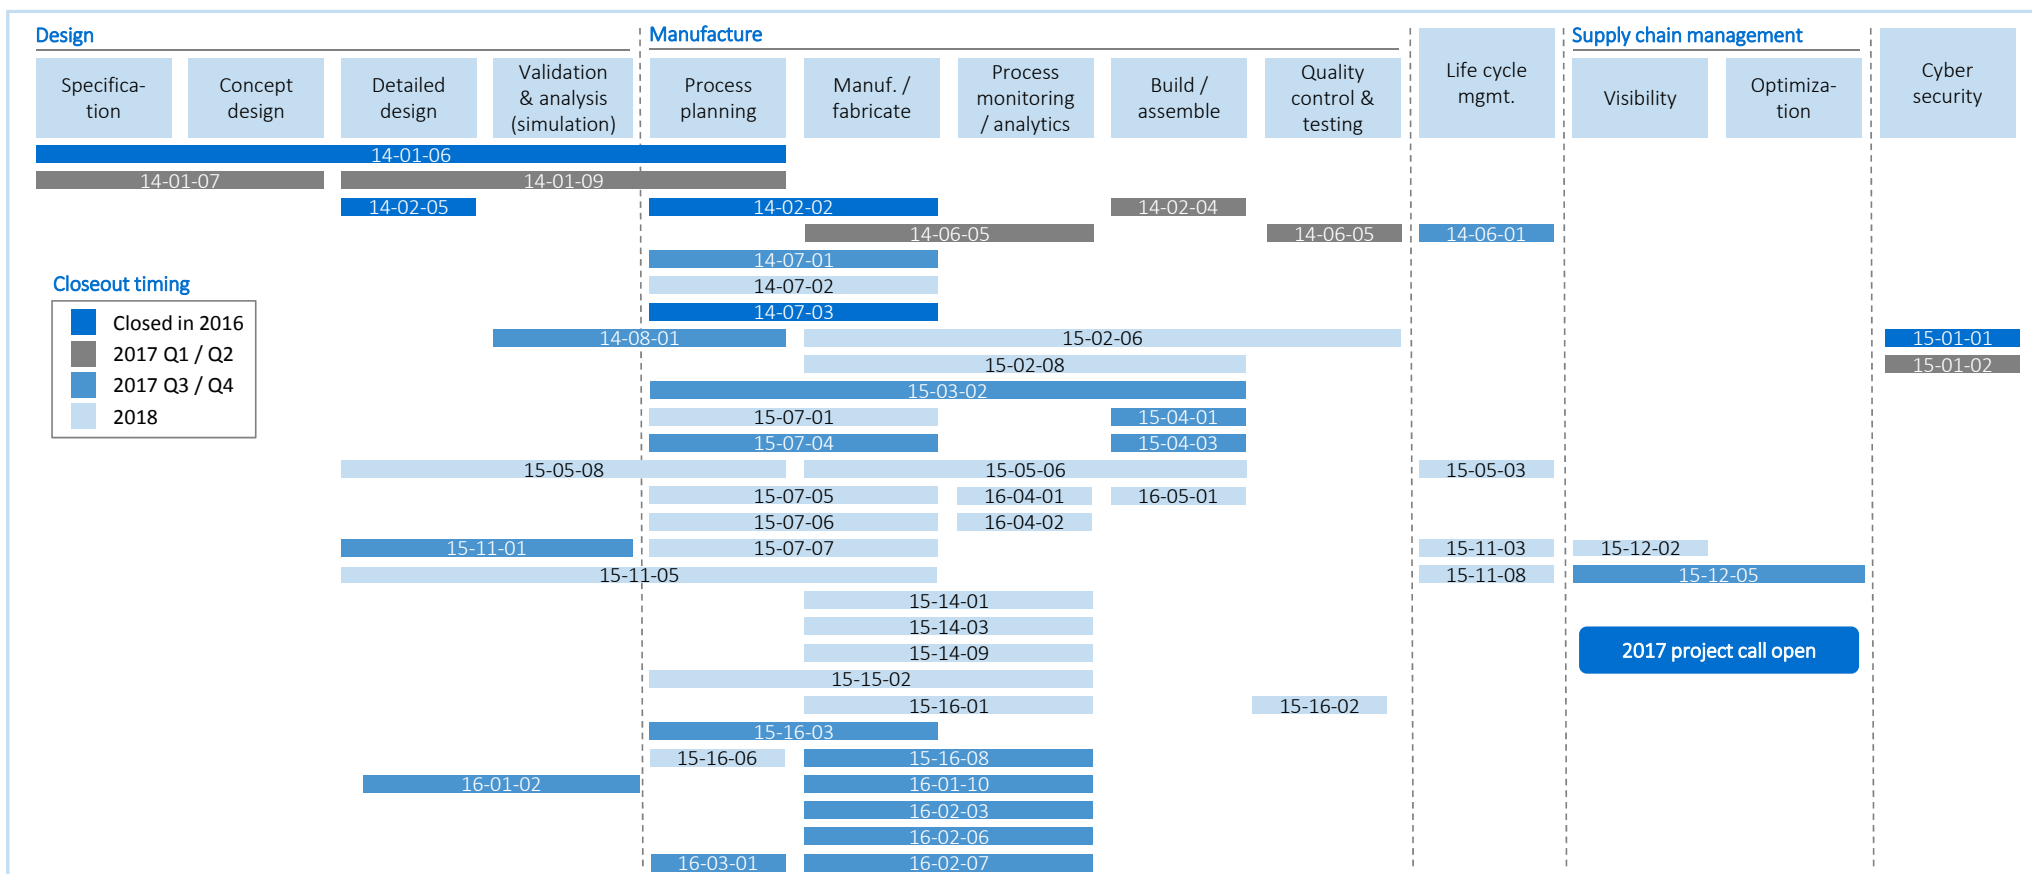 Design
Manufacture
Supply chain management
Specifica-
tion
Concept
design
Detailed
design
Validation
& analysis
(simulation)
Process
planning
Manuf. /
fabricate
Process
monitoring
/ analytics
Build /
assemble
Quality
control &
testing
Life cycle
mgmt.
Visibility
Optimiza-
tion
Cyber
security
14-01-06
14-01-07
14-01-09
14-02-05
14-02-02
14-02-04
14-06-05
14-06-05
14-06-01
14-07-01
14-07-02
14-07-03
Closeout timing
Closed in 2016
2017 Q1 / Q2
2017 Q3 / Q4
2018
14-08-01
15-02-06
15-01-01
15-02-08
15-01-02
15-03-02
15-07-01
15-04-01
15-07-04
15-04-03
15-05-08
15-05-06
15-05-03
15-07-05
16-04-01
16-05-01
15-07-06
16-04-02
15-11-01
15-07-07
15-11-03
15-12-02
15-11-05
15-11-08
15-12-05
15-14-01
15-14-03
15-14-09
2017 project call open
15-15-02
15-16-01
15-16-02
15-16-03
15-16-06
15-16-08
16-01-02
16-01-10
16-02-03
16-02-06
16-03-01
16-02-07